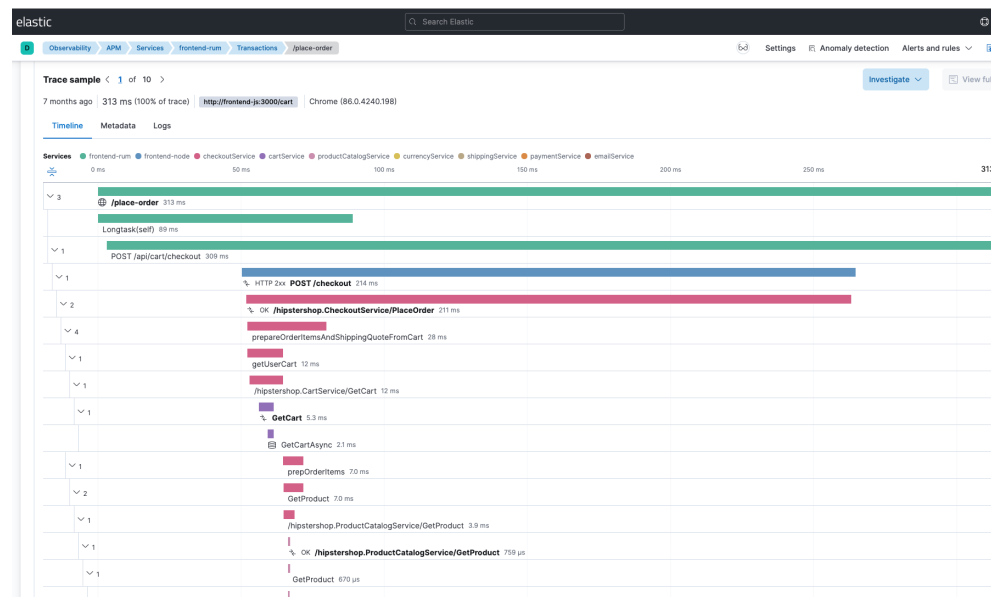 elastic
Search Elastic
D Observability APM Services frontend-rum Transactions /place-order Settings Anomaly detection Alerts and rules
Trace sample 1 of 10 Investigate View ful
7 months ago 313 ms (100% of trace) http://frontend-js:3000/cart Chrome (86.0.4240.198)
Timeline Metadata Logs
Services frontend-rum frontend-node checkoutService cartService productCatalogService currencyService shippingService paymentService emailService
0 ms 50 ms 100 ms 150 ms 200 ms 250 ms 313
3
/place-order 313 ms
Longtask(self) 89 ms
1
POST /api/cart/checkout 309 ms
1
HTTP 2xx POST /checkout 214 ms
2
OK /hipstershop.CheckoutService/PlaceOrder 211 ms
4
prepareOrderItemsAndShippingQuoteFromCart 28 ms
1
getUserCart 12 ms
1
/hipstershop.CartService/GetCart 12 ms
1
GetCart 5.3 ms
GetCartAsync 2.1 ms
1
prepOrderItems 7.0 ms
2
GetProduct 7.0 ms
1
/hipstershop.ProductCatalogService/GetProduct 3.9 ms
1
OK /hipstershop.ProductCatalogService/GetProduct 759 μs
1
GetProduct 670 μs